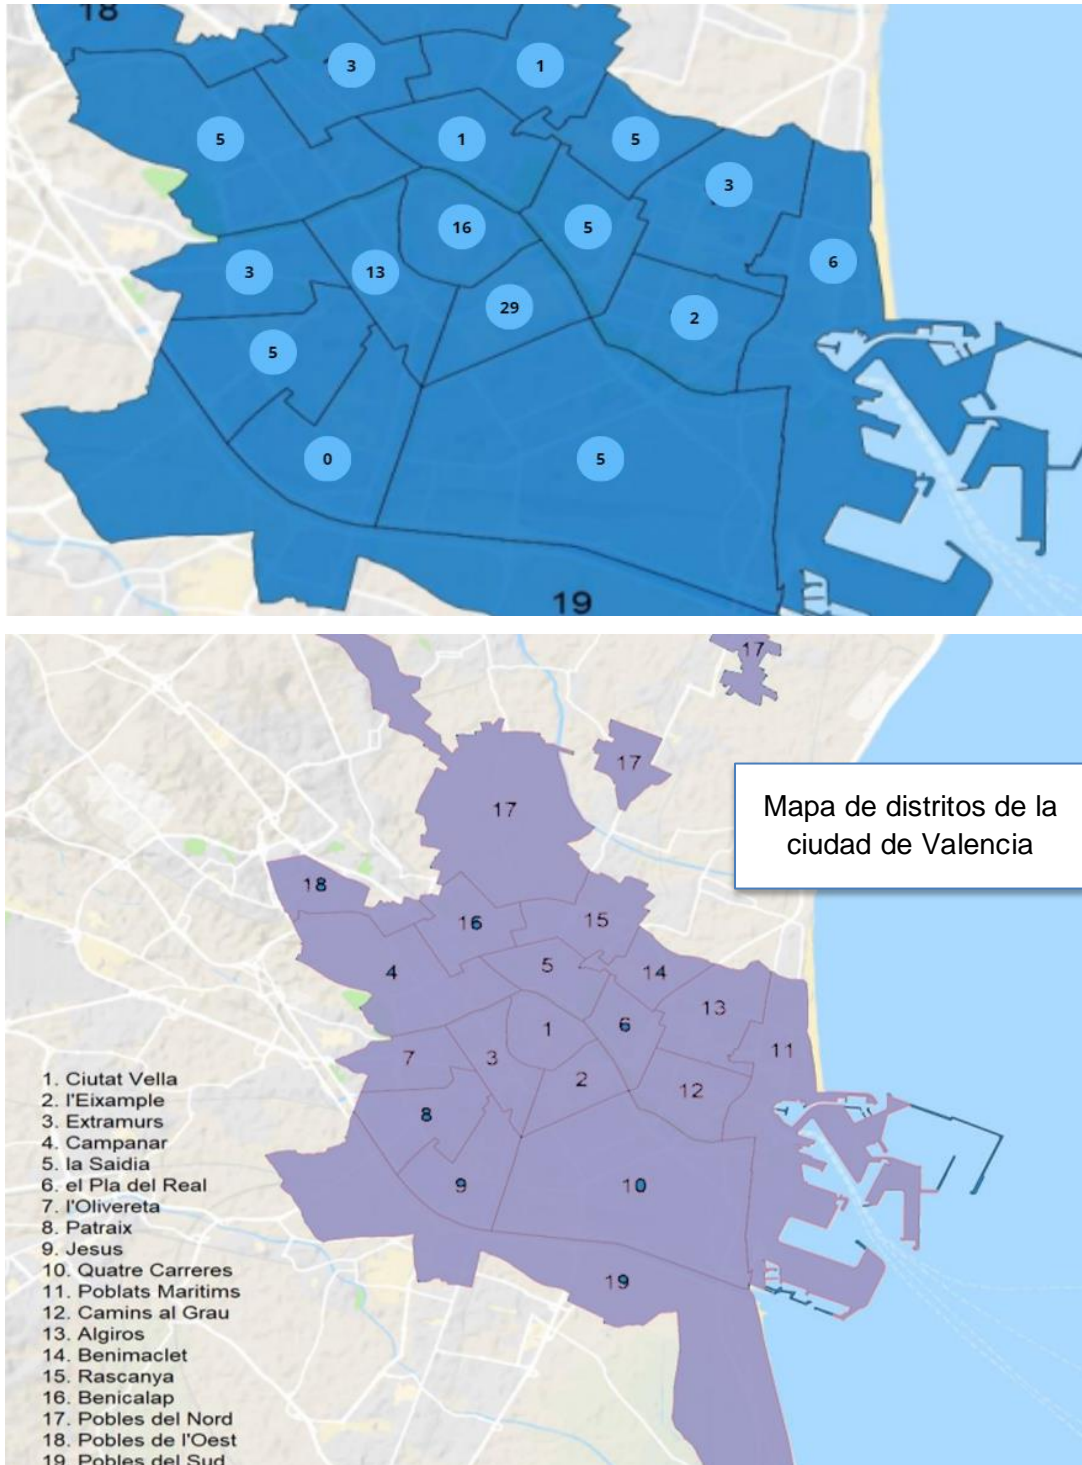 18
3
1
5
1
5
3
16
5
6
3
13
29
2
5
0
5
19
17
17
17
Mapa de distritos de la
ciudad de Valencia
18
16
15
4
5
14
13
6
1
11
7
3
2
12
8
9
10
19
1. Ciutat Vella
2. l'Eixample
3. Extramurs
4. Campanar
5. la Saidia
6. el Pla del Real
7. l'Olivereta
8. Patraix
9. Jesus
10. Quatre Carreres
11. Poblats Maritims
12. Camins al Grau
13. Algiros
14. Benimaclet
15. Rascanya
16. Benicalap
17. Pobles del Nord
18. Pobles de l'Oest
19. Pobles del Sud